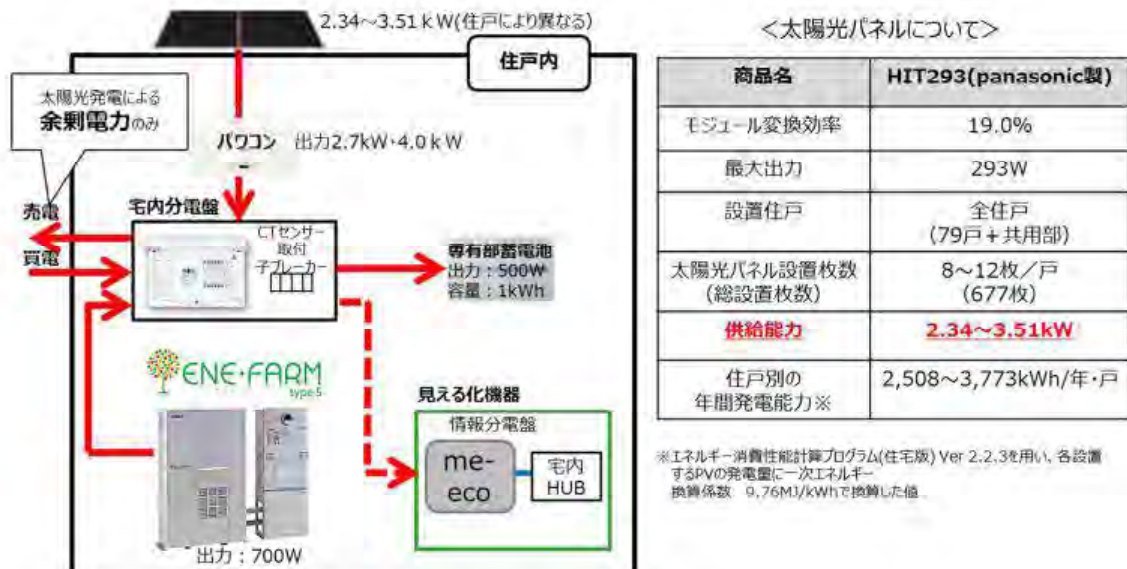 2.34～3.51ｋW(住戸により異なる)
住戸内
太陽光発電による
余剰電力のみ
パワコン 出力2.7kW・4.0ｋW
売電
買電
宅内分電盤
CTセンサー
取付
子ブレーカー
専有部蓄電池
出力：500W
容量：1kWh
ENE・FARM
type S
出力：700W
見える化機器
情報分電盤
me-
eco
宅内
HUB
＜太陽光パネルについて＞
商品名 HIT293(panasonic製)
モジュール変換効率 19.0%
最大出力 293W
設置住戸 全住戸
(79戸＋共用部)
太陽光パネル設置枚数 8～12枚／戸
(総設置枚数) (677枚)
供給能力 2.34～3.51kW
住戸別の
年間発電能力※ 2,508～3,773kWh/年・戸
※エネルギー消費性能計算プログラム(住宅版) Ver 2.2.3を用い、各設置
するPVの発電量に一次エネルギー
換算係数 9.76MJ/kWhで換算した値